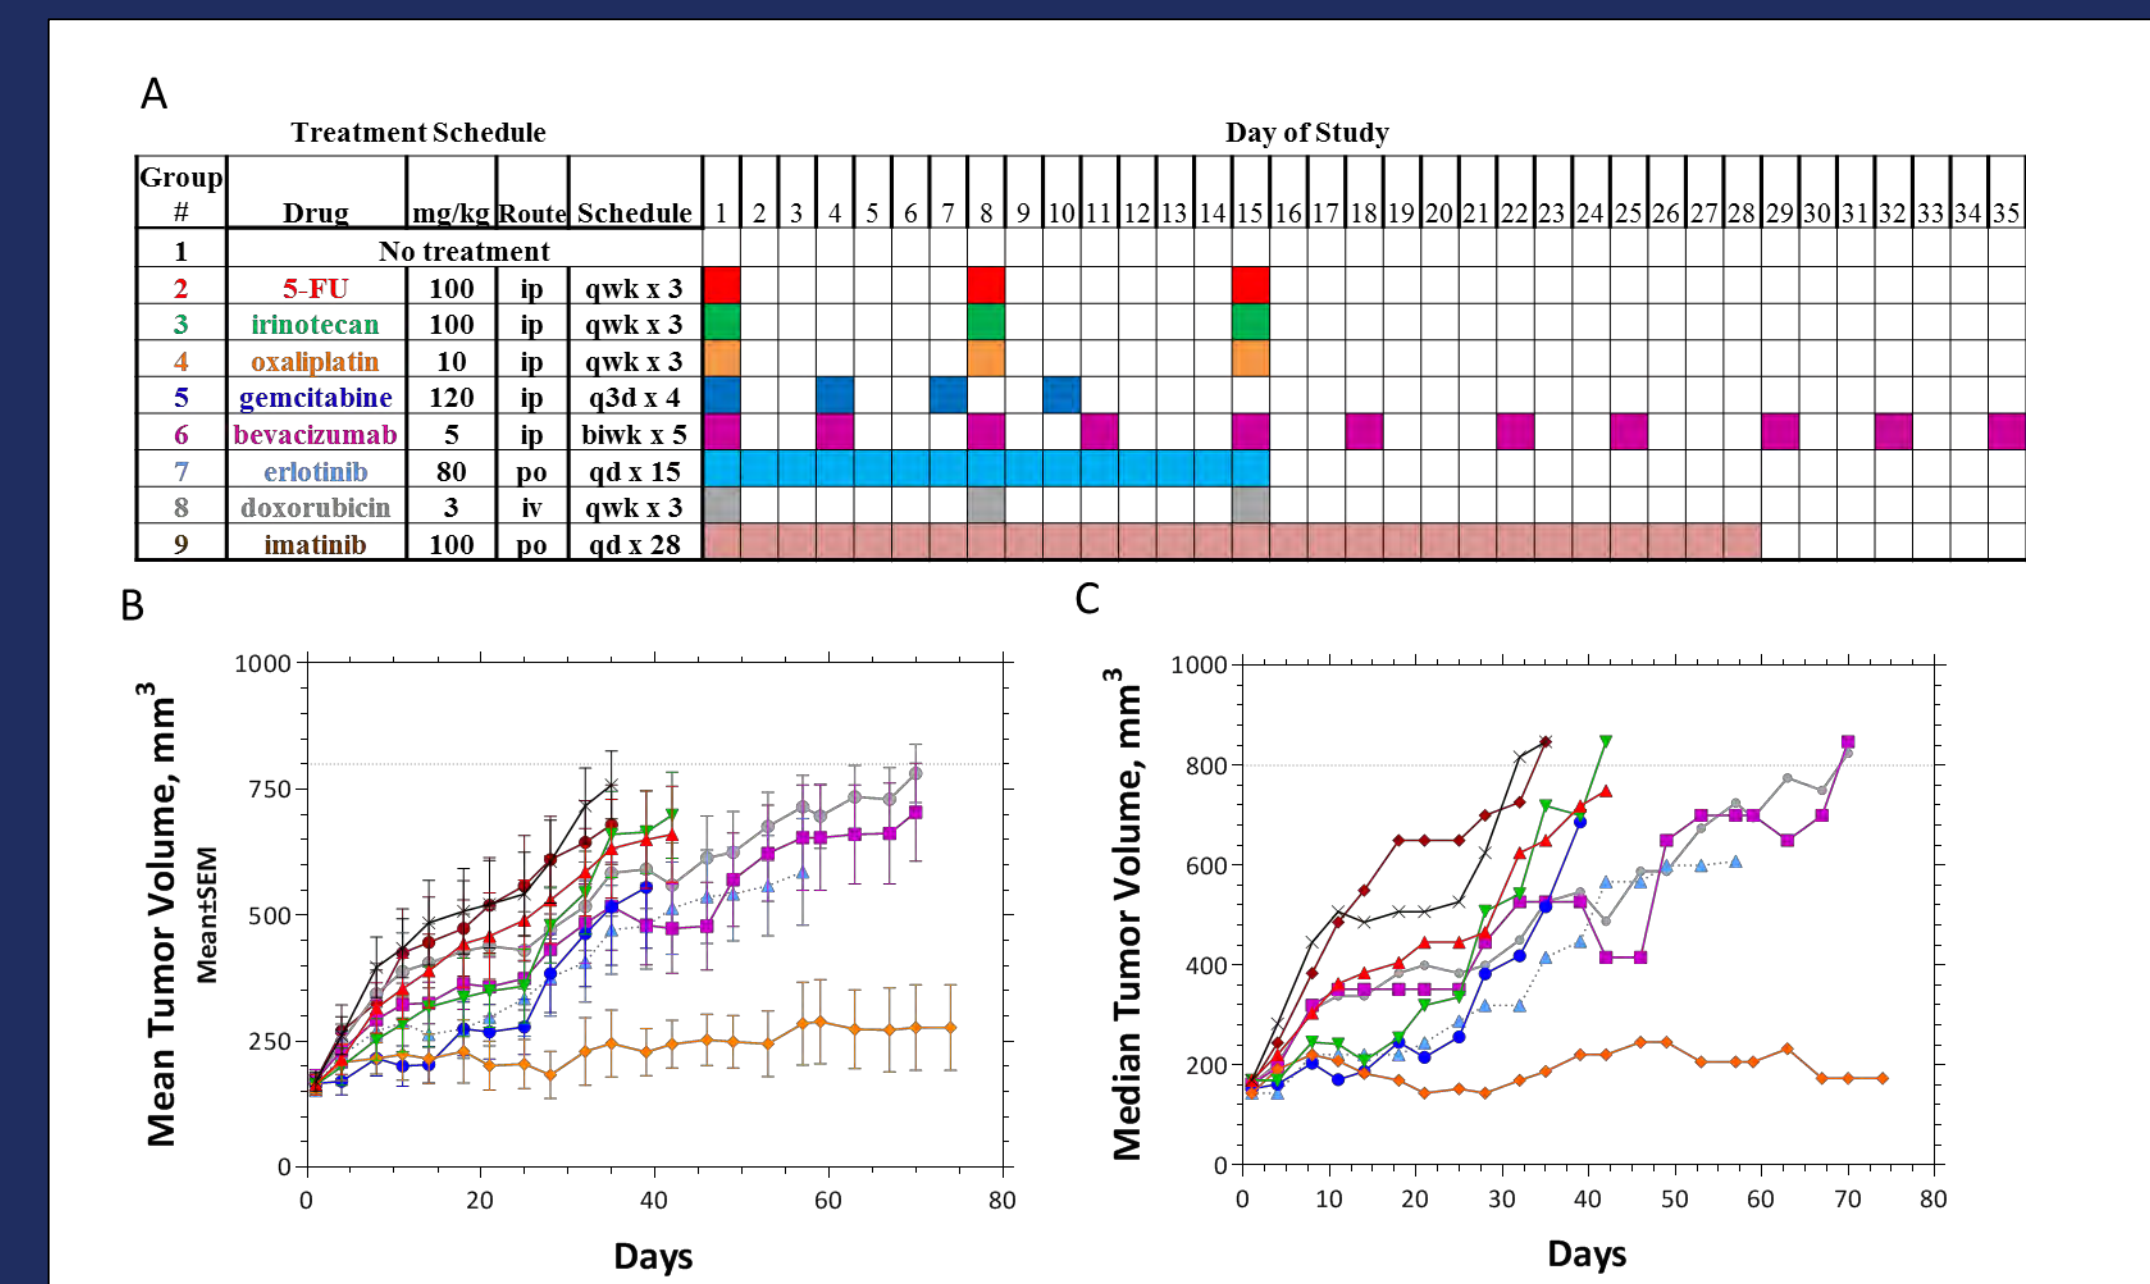 A
Treatment Schedule Day of Study
Group # Drug mg/kg Route Schedule 1 2 3 4 5 6 7 8 9 10 11 12 13 14 15 16 17 18 19 20 21 22 23 24 25 26 27 28 29 30 31 32 33 34 35
1 No treatment
2 5-FU 100 ip qwk x 3
3 irinotecan 100 ip qwk x 3
4 oxaliplatin 10 ip qwk x 3
5 gemcitabine 120 ip q3d x 4
6 bevacizumab 5 ip biwk x 5
7 erlotinib 80 po qd x 15
8 doxorubicin 3 iv qwk x 3
9 imatinib 100 po qd x 28
B
Mean Tumor Volume, mm³
Mean±SEM
1000
750
500
250
0
0 20 40 60 80
Days
C
Median Tumor Volume, mm³
1000
800
600
400
200
0
0 10 20 30 40 50 60 70 80
Days